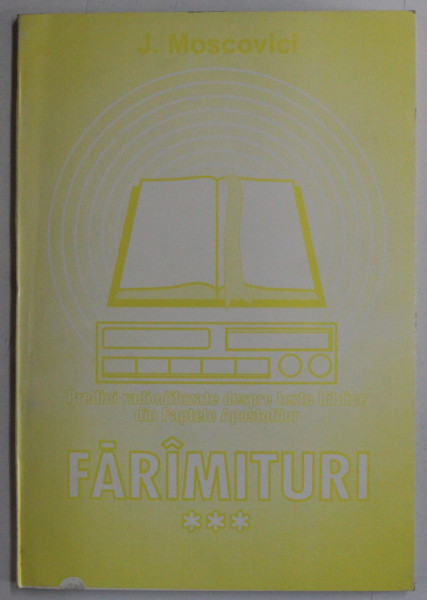 J. Moscovici
Predici radiodifuzate despre texte Biblice
din Faptele Apostolilor
FĂRÎMITURI
***